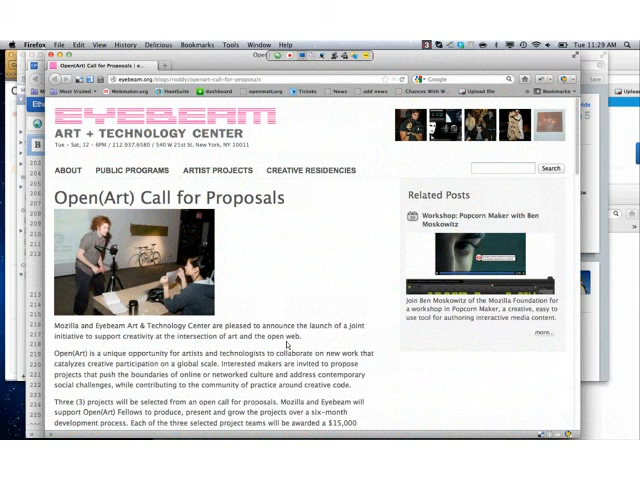 Firefox File Edit View History Delicious Bookmarks Tools Window Help
Tue 11:29 AM
Open(Art) Call for Proposals | e...
eyebeam.org/blogs/roddy/openart-call-for-proposals
Google
Most Visited Webmaker.org HootSuite dashboard openmatt.org Tickets News add news Chances With W... Upload file Bookmarks
EYEBEAM
ART + TECHNOLOGY CENTER
Tue - Sat, 12 - 6PM / 212.937.6580 / 540 W 21st St. New York, NY 10011
ABOUT PUBLIC PROGRAMS ARTIST PROJECTS CREATIVE RESIDENCIES
Search
Open(Art) Call for Proposals
Mozilla and Eyebeam Art & Technology Center are pleased to announce the launch of a joint
initiative to support creativity at the intersection of art and the open web.
Open(Art) is a unique opportunity for artists and technologists to collaborate on new work that
catalyzes creative participation on a global scale. Interested makers are invited to propose
projects that push the boundaries of online or networked culture and address contemporary
social challenges, while contributing to the community of practice around creative code.
Three (3) projects will be selected from an open call for proposals. Mozilla and Eyebeam will
support Open(Art) Fellows to produce, present and grow the projects over a six-month
development process. Each of the three selected project teams will be awarded a $15,000
Related Posts
Workshop: Popcorn Maker with Ben
Moskowitz
Join Ben Moskowitz of the Mozilla Foundation for
a workshop in Popcorn Maker, a creative, easy to
use tool for authoring interactive media content.
more...